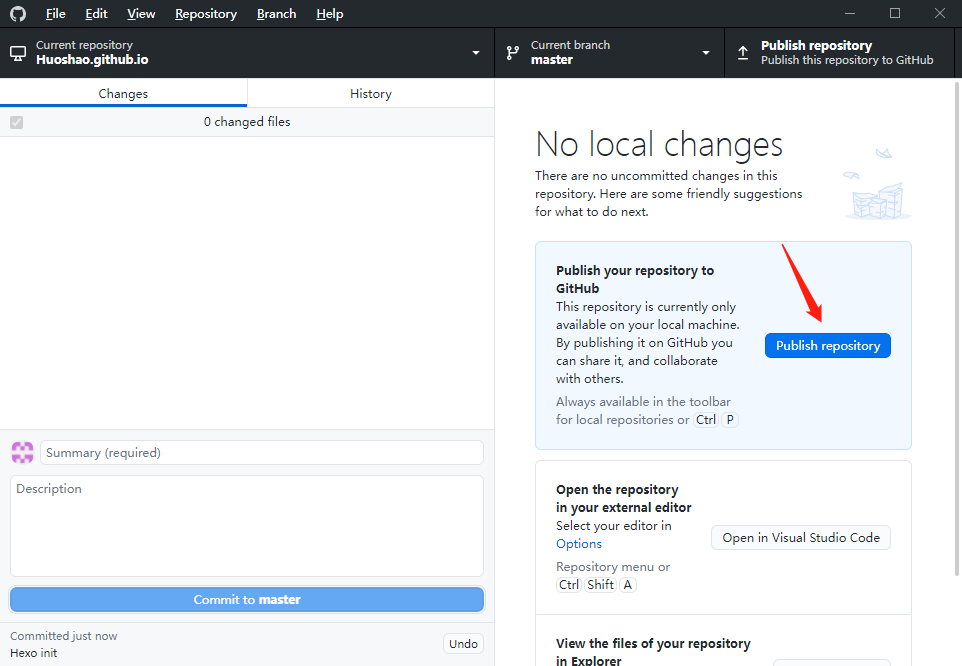 File Edit View Repository Branch Help
Current repository
Huoshao.github.io
Current branch
master
Publish repository
Publish this repository to GitHub
Changes
History
0 changed files
No local changes
There are no uncommitted changes in this
repository. Here are some friendly suggestions
for what to do next.
Publish your repository to
GitHub
This repository is currently only
available on your local machine.
By publishing it on GitHub you
can share it, and collaborate
with others.
Always available in the toolbar
for local repositories or Ctrl P
Publish repository
Summary (required)
Description
Commit to master
Committed just now
Hexo init
Undo
Open the repository
in your external editor
Select your editor in
Options
Repository menu or
Ctrl Shift A
Open in Visual Studio Code
View the files of your repository
in Explorer